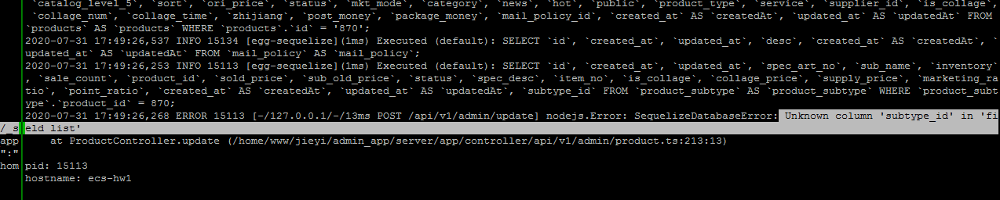 `catalog_level_5`, `sort`, `ori_price`, `status`, `mkt_mode`, `category`, `news`, `hot`, `public`, `product_type`, `service`, `supplier_id`, `is_collage`,
`collage_num`, `collage_time`, `zhijiang`, `post_money`, `package_money`, `mail_policy_id`, `created_at` AS `createdAt`, `updated_at` AS `updatedAt` FROM
`products` AS `products` WHERE `products`.`id` = '870';
2020-07-31 17:49:26,537 INFO 15134 [egg-sequelize](1ms) Executed (default): SELECT `id`, `created_at`, `updated_at`, `desc`, `created_at` AS `createdAt`, `
updated_at` AS `updatedAt` FROM `mail_policy` AS `mail_policy`;
2020-07-31 17:49:26,253 INFO 15113 [egg-sequelize](1ms) Executed (default): SELECT `id`, `created_at`, `updated_at`, `spec_art_no`, `sub_name`, `inventory`
, `sale_count`, `product_id`, `sold_price`, `sub_old_price`, `status`, `spec_desc`, `item_no`, `is_collage`, `collage_price`, `supply_price`, `marketing_ra
tio`, `point_ratio`, `created_at` AS `createdAt`, `updated_at` AS `updatedAt`, `subtype_id` FROM `product_subtype` AS `product_subtype` WHERE `product_subt
ype`.`product_id` = 870;
2020-07-31 17:49:26,268 ERROR 15113 [-/127.0.0.1/-/13ms POST /api/v1/admin/update] nodejs.Error: SequelizeDatabaseError: Unknown column 'subtype_id' in 'fi
/_s eld list'
app at ProductController.update (/home/www/jieyi/admin_app/server/app/controller/api/v1/admin/product.ts:213:13)
":"
hom pid: 15113
hostname: ecs-hw1